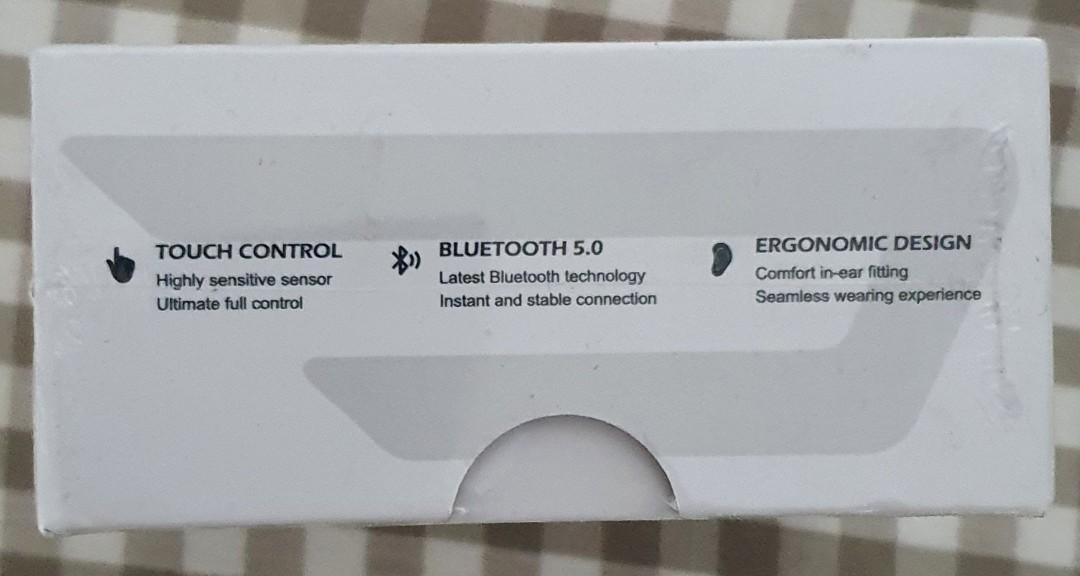 TOUCH CONTROL
Highly sensitive sensor
Ultimate full control
BLUETOOTH 5.0
Latest Bluetooth technology
Instant and stable connection
ERGONOMIC DESIGN
Comfort in-ear fitting
Seamless wearing experience